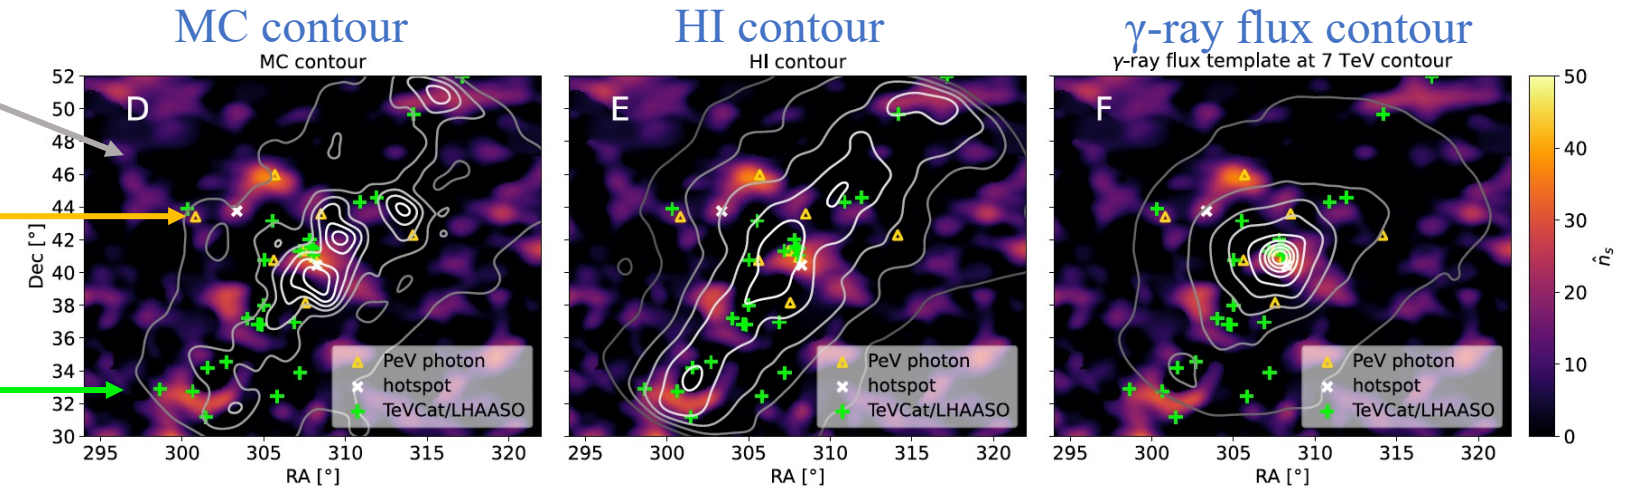 MC contour HI contour γ-ray flux contour
MC contour HI contour γ-ray flux template at 7 TeV contour
D E F
52
50
48
46
44
42
40
38
36
34
32
30
Dec [°]
PeV photon
hotspot
TeVCat/LHAASO
PeV photon
hotspot
TeVCat/LHAASO
PeV photon
hotspot
TeVCat/LHAASO
295 300 305 310 315 320
RA [°]
295 300 305 310 315 320
RA [°]
295 300 305 310 315 320
RA [°]
50
40
30
20
10
0
n̂s